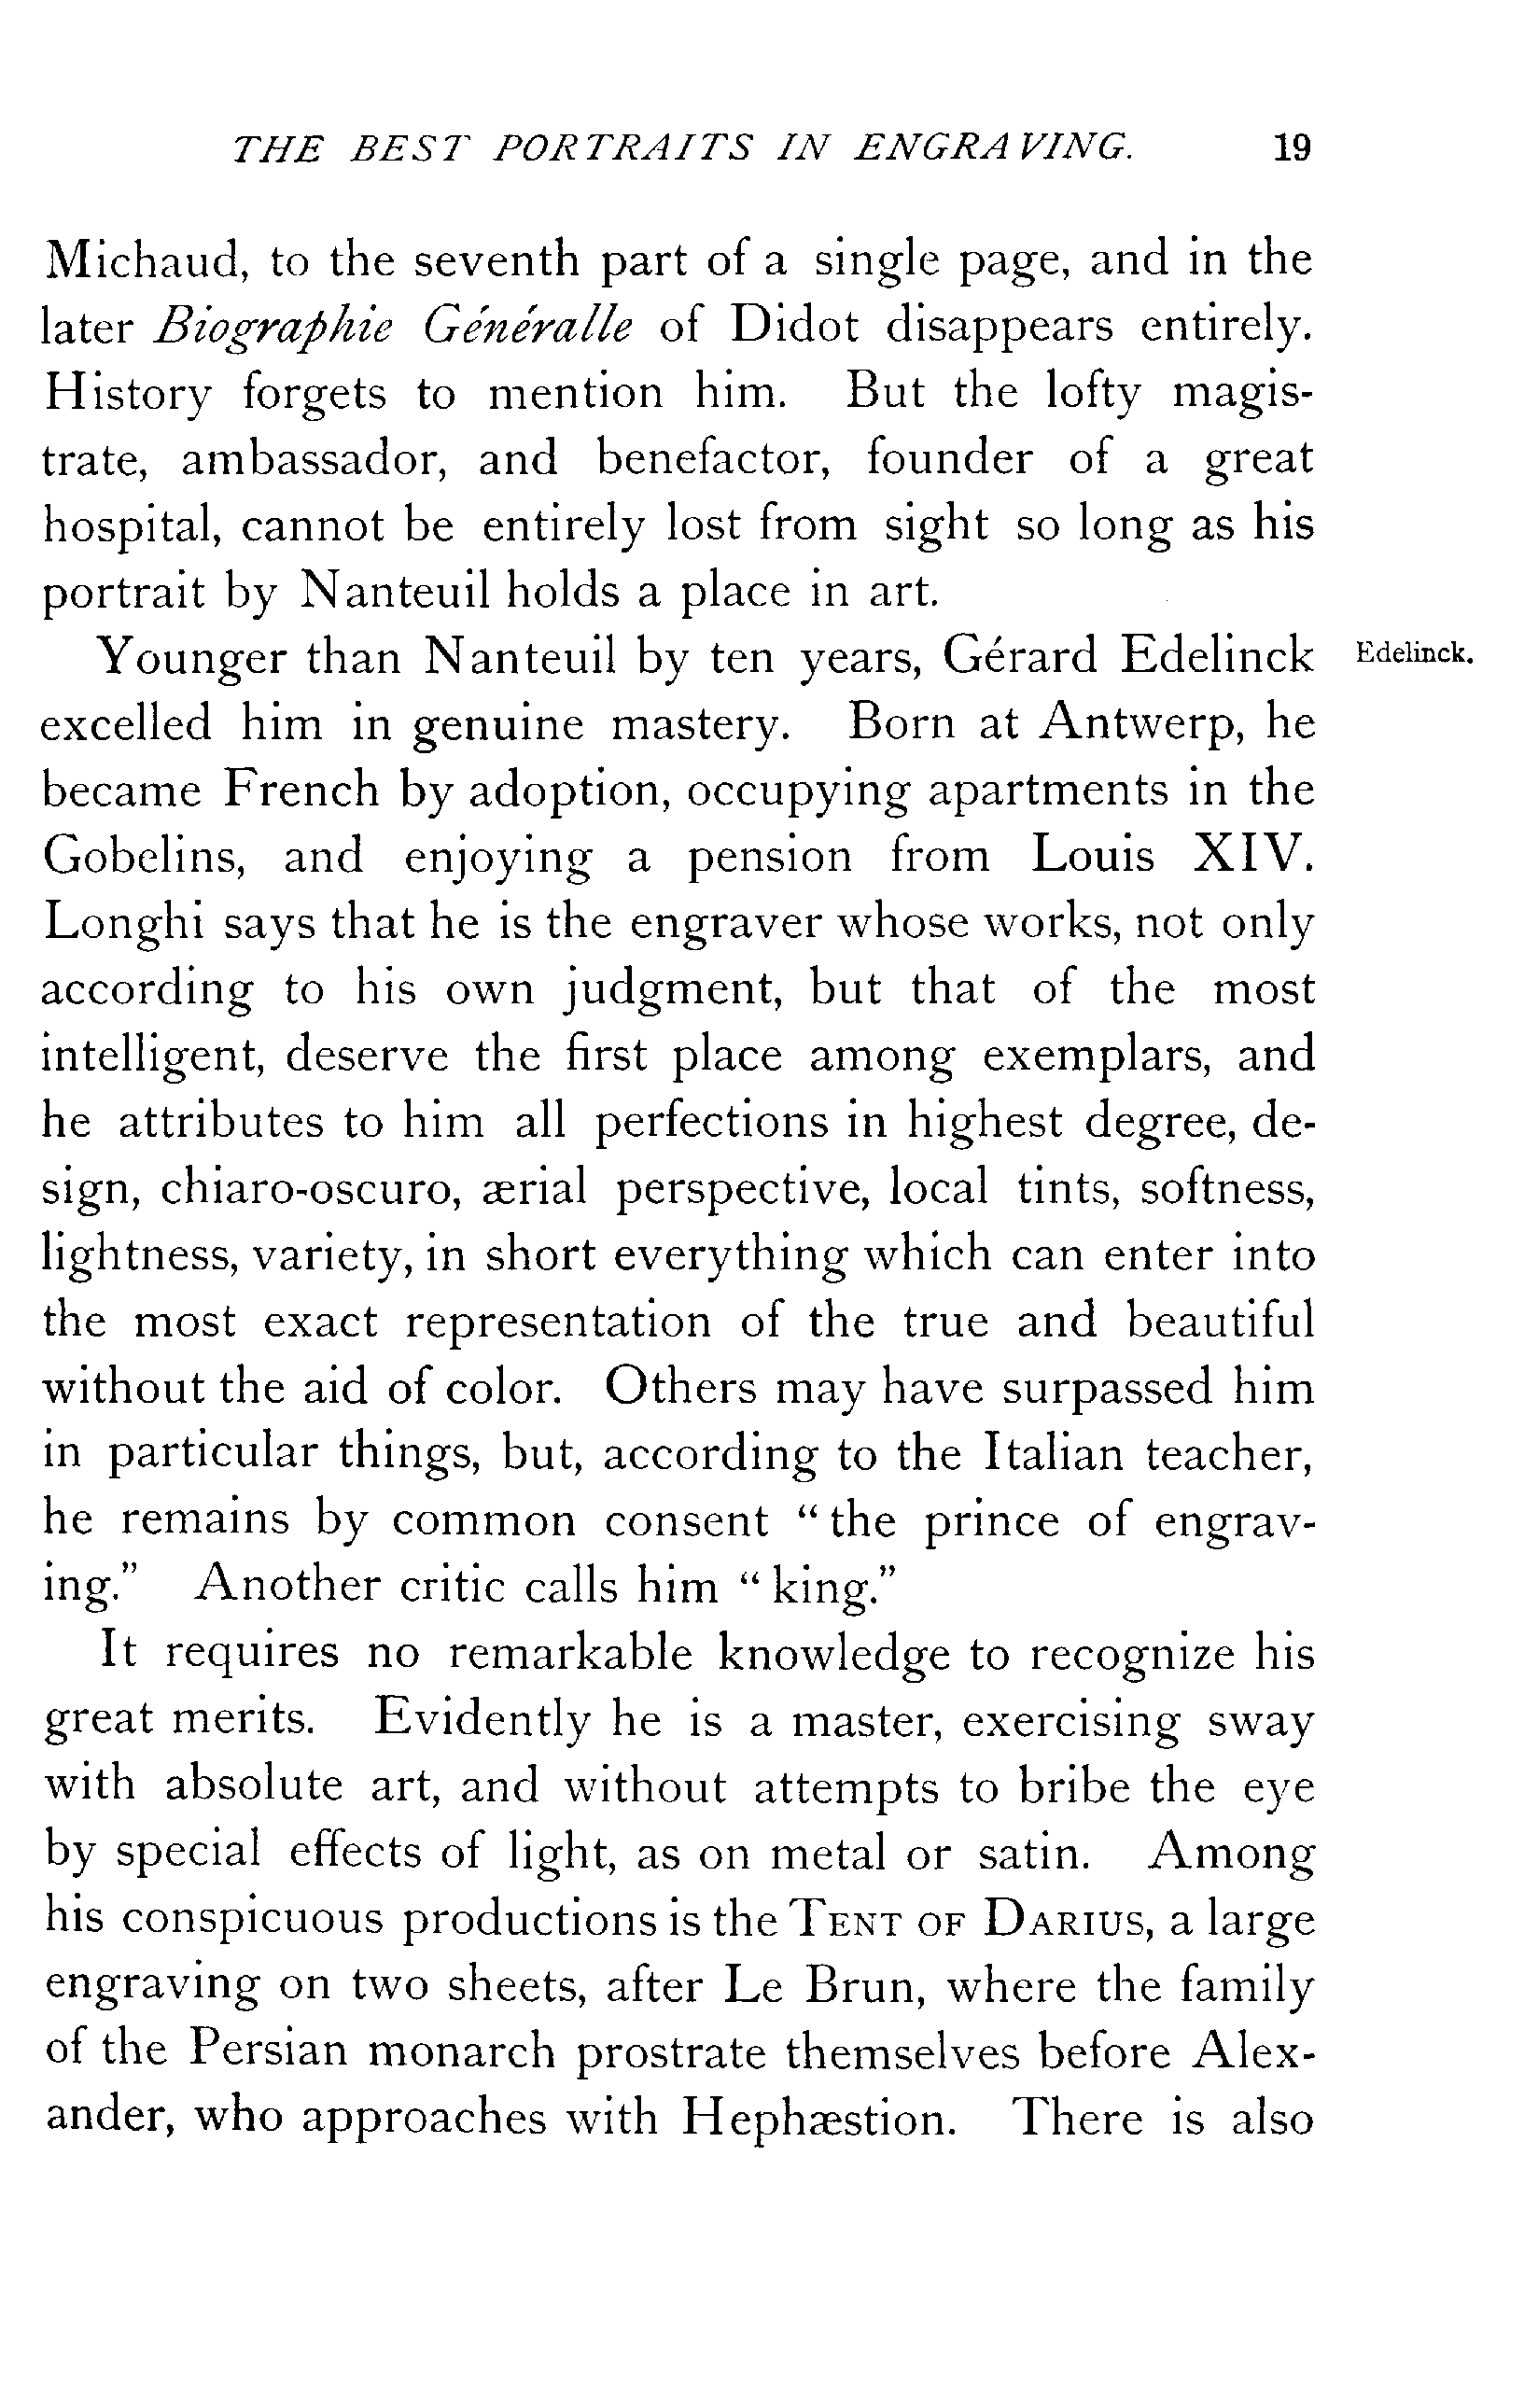 THE BEST PORTRAITS IN ENGRAVING. 19
Michaud, to the seventh part of a single page, and in the
later Biographie Généralle of Didot disappears entirely.
History forgets to mention him. But the lofty magis-
trate, ambassador, and benefactor, founder of a great
hospital, cannot be entirely lost from sight so long as his
portrait by Nanteuil holds a place in art.
Younger than Nanteuil by ten years, Gérard Edelinck Edelinck.
excelled him in genuine mastery. Born at Antwerp, he
became French by adoption, occupying apartments in the
Gobelins, and enjoying a pension from Louis XIV.
Longhi says that he is the engraver whose works, not only
according to his own judgment, but that of the most
intelligent, deserve the first place among exemplars, and
he attributes to him all perfections in highest degree, de-
sign, chiaro-oscuro, ærial perspective, local tints, softness,
lightness, variety, in short everything which can enter into
the most exact representation of the true and beautiful
without the aid of color. Others may have surpassed him
in particular things, but, according to the Italian teacher,
he remains by common consent “ the prince of engrav-
ing.” Another critic calls him “ king.”
It requires no remarkable knowledge to recognize his
great merits. Evidently he is a master, exercising sway
with absolute art, and without attempts to bribe the eye
by special effects of light, as on metal or satin. Among
his conspicuous productions is the TENT OF DARIUS, a large
engraving on two sheets, after Le Brun, where the family
of the Persian monarch prostrate themselves before Alex-
ander, who approaches with Hephæstion. There is also